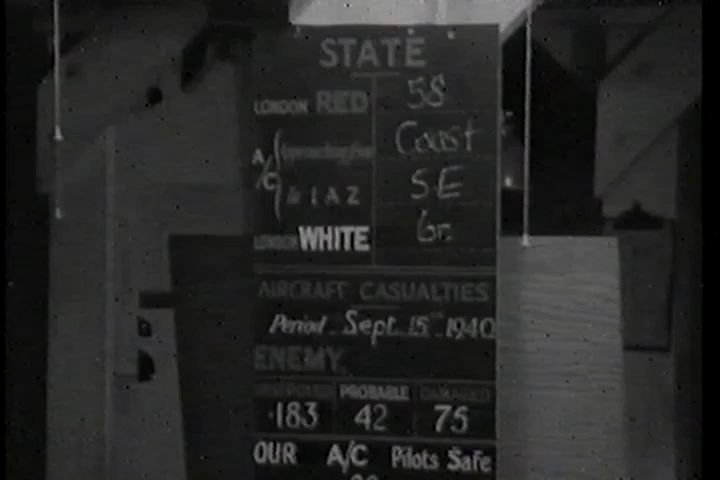 STATE
LONDON RED 58
A/C Coast
I A Z SE
LONDON WHITE
AIRCRAFT CASUALTIES
Period Sept. 15th 1940
ENEMY.
PROBABLE DAMAGED
183 42 75
OUR A/C Pilots Safe